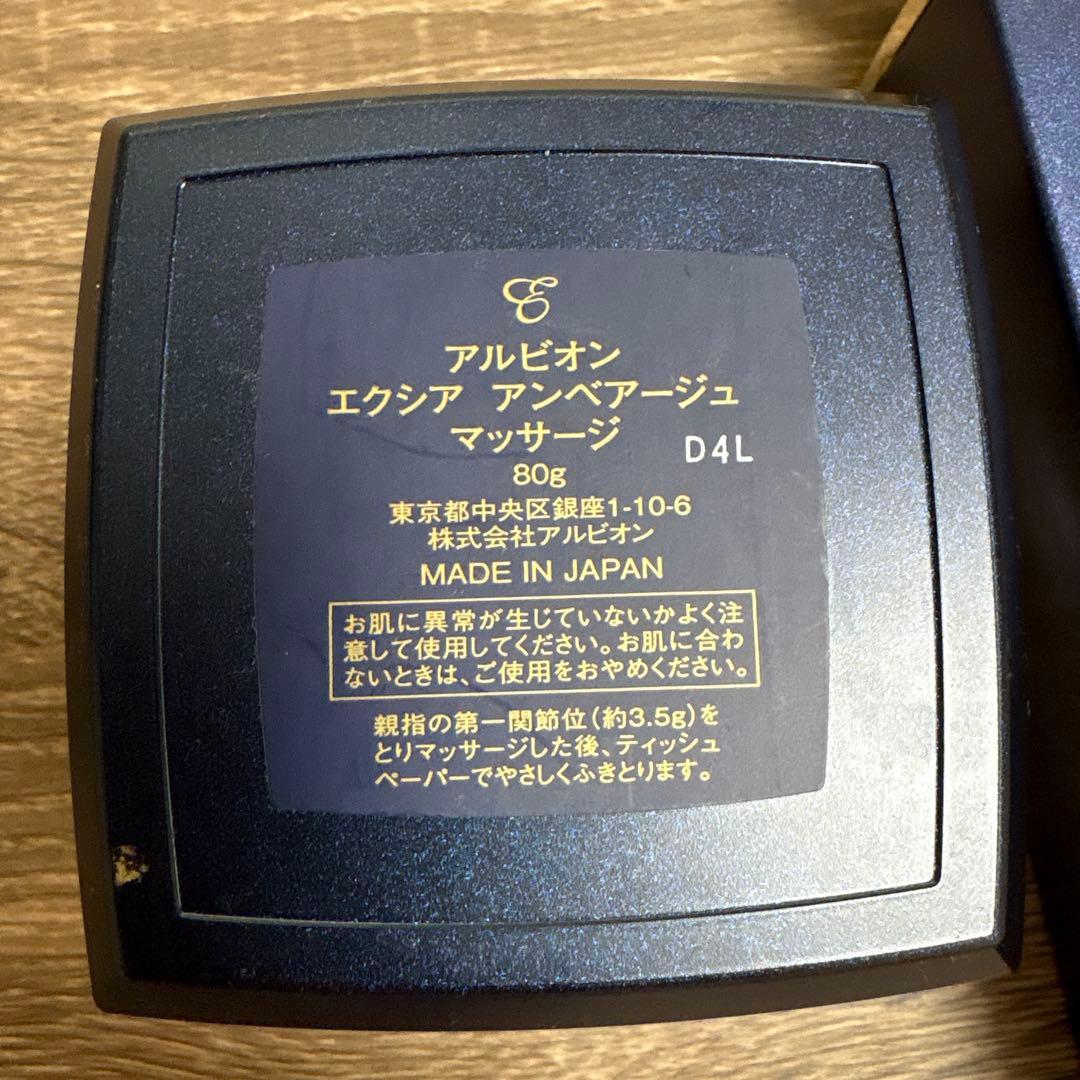 E
アルビオン
エクシア アンベアージュ
マッサージ
D4L
80g
東京都中央区銀座1-10-6
株式会社アルビオン
MADE IN JAPAN
お肌に異常が生じていないかよく注
意して使用してください。お肌に合わ
ないときは、ご使用をおやめください。
親指の第一関節位(約3.5g)を
とりマッサージした後、ティッシュ
ペーパーでやさしくふきとります。